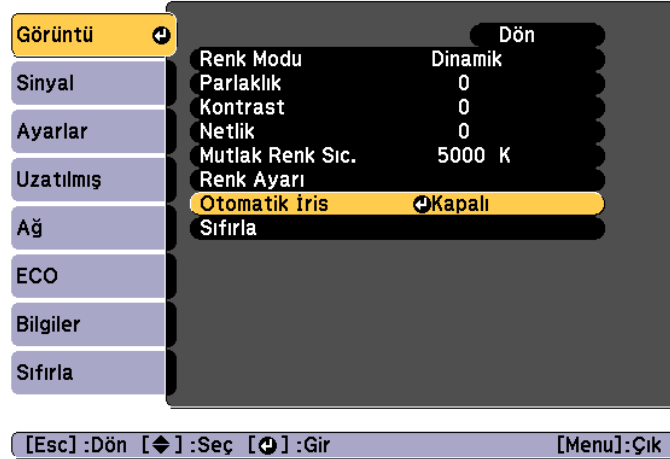 Görüntü
Sinyal
Ayarlar
Uzatılmış
Ağ
ECO
Bilgiler
Sıfırla
Dön
Renk Modu Dinamik
Parlaklık 0
Kontrast 0
Netlik 0
Mutlak Renk Sıc. 5000 K
Renk Ayarı
Otomatik İris Kapalı
Sıfırla
[Esc] :Dön [◆] :Seç [↵] :Gir [Menu]:Çık